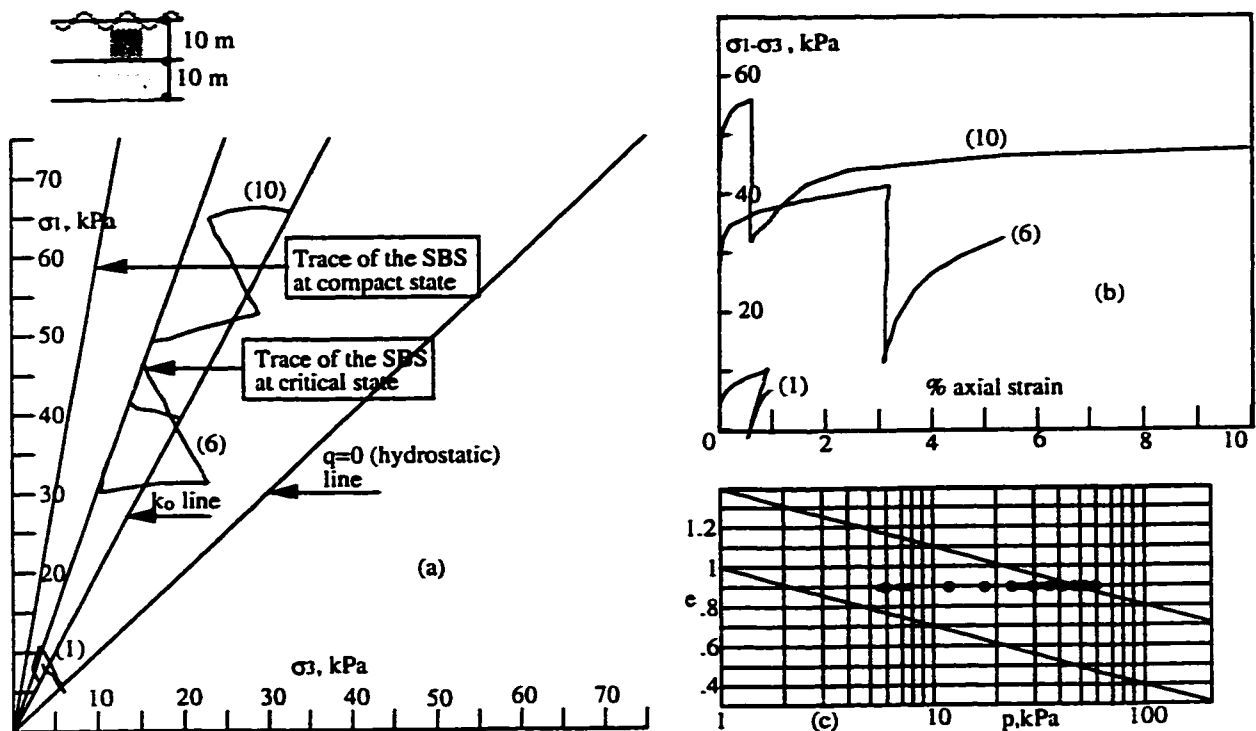 10 m
10 m
σ1, kPa
70
60
50
40
30
20
10
(10)
Trace of the SBS
at compact state
Trace of the SBS
at critical state
(6)
q=0 (hydrostatic)
line
ko line
(a)
(1)
σ3, kPa
10 20 30 40 50 60 70
σ1-σ3 , kPa
60
40
20
(10)
(6)
(b)
(1)
% axial strain
0 2 4 6 8 10
1.2
1
e
.8
.6
.4
1 (c) 10 p,kPa 100